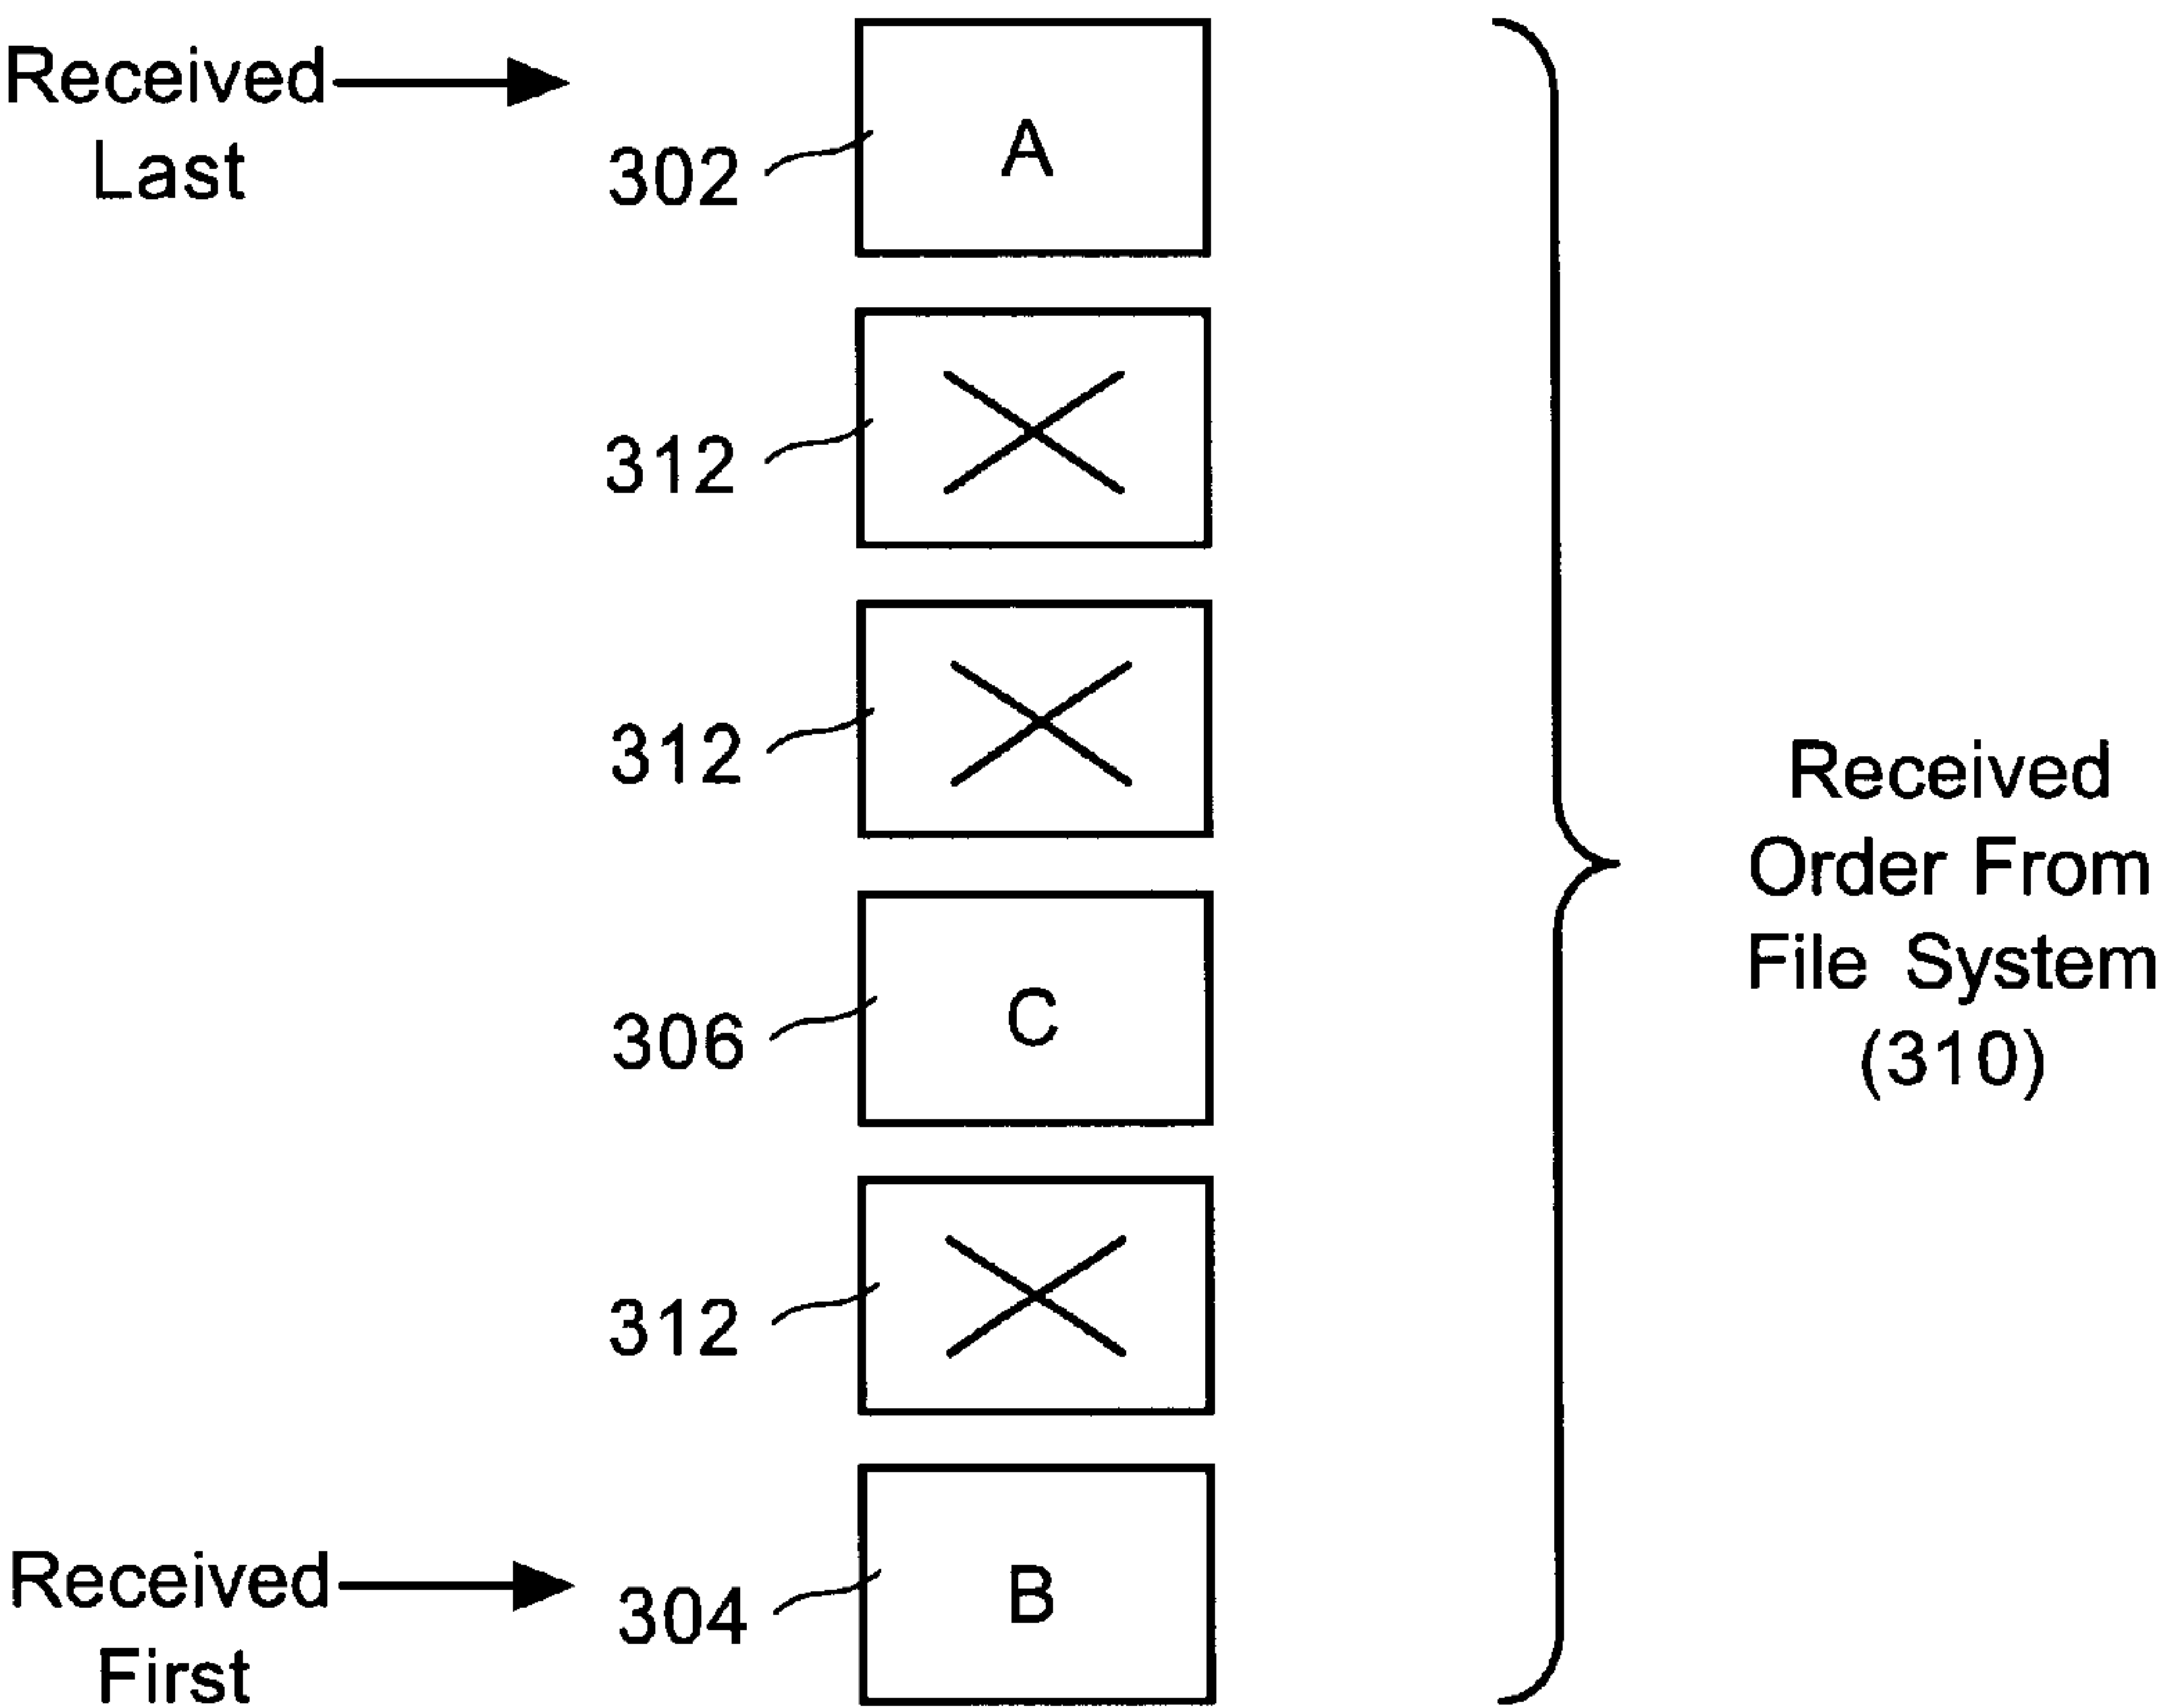 Received
Last
302
A
312
312
306
C
312
Received
First
304
B
Received
Order From
File System
(310)